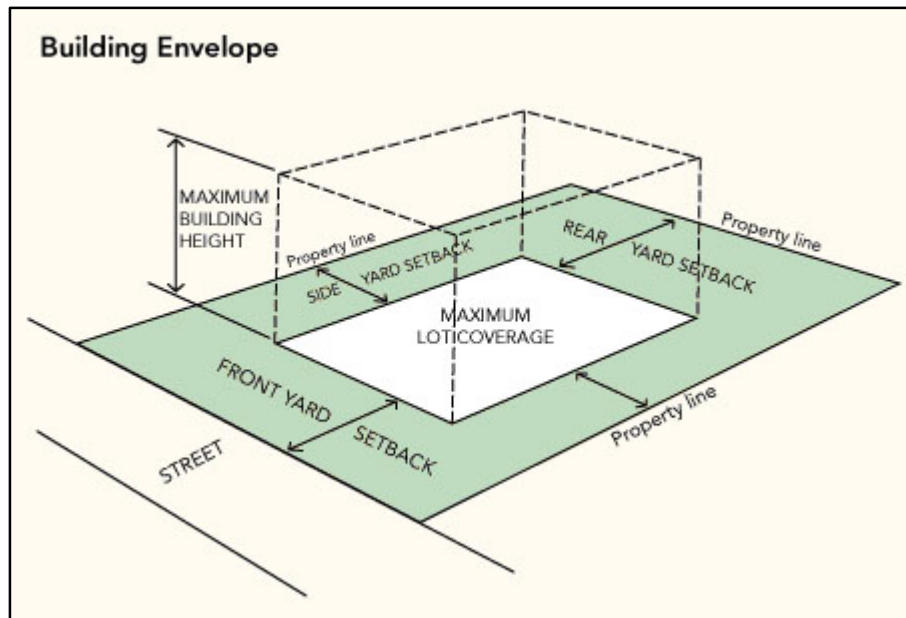 Building Envelope
MAXIMUM
BUILDING
HEIGHT
Property line
SIDE YARD SETBACK
REAR
YARD SETBACK
Property line
MAXIMUM
LOTICOVERAGE
FRONT YARD
SETBACK
Property line
STREET